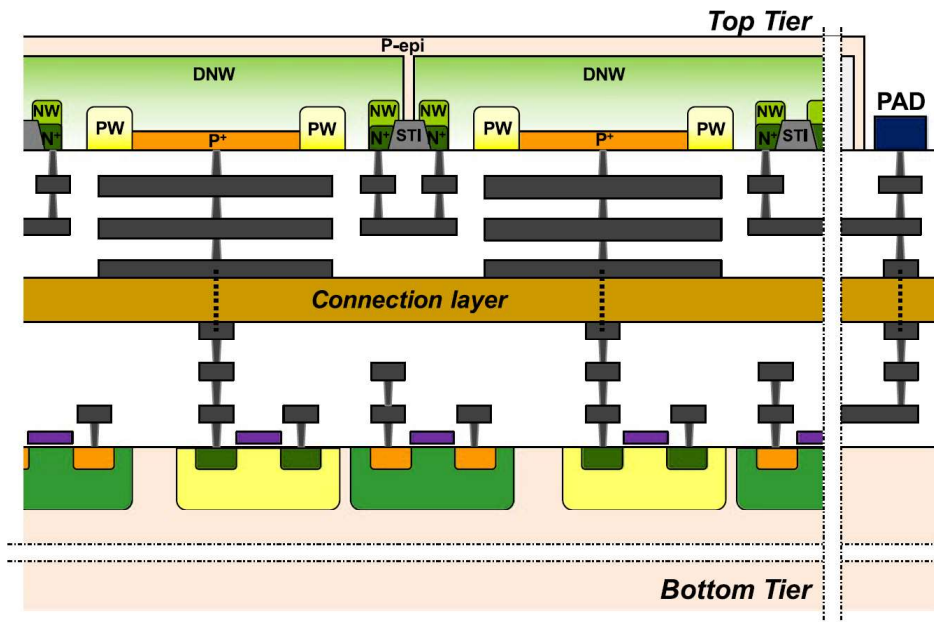 Top Tier
P-epi
DNW
DNW
NW
PW
PW
NW
NW
PW
PW
NW
PAD
N+
P+
N+
STI
N+
P+
N+
STI
Connection layer
Bottom Tier